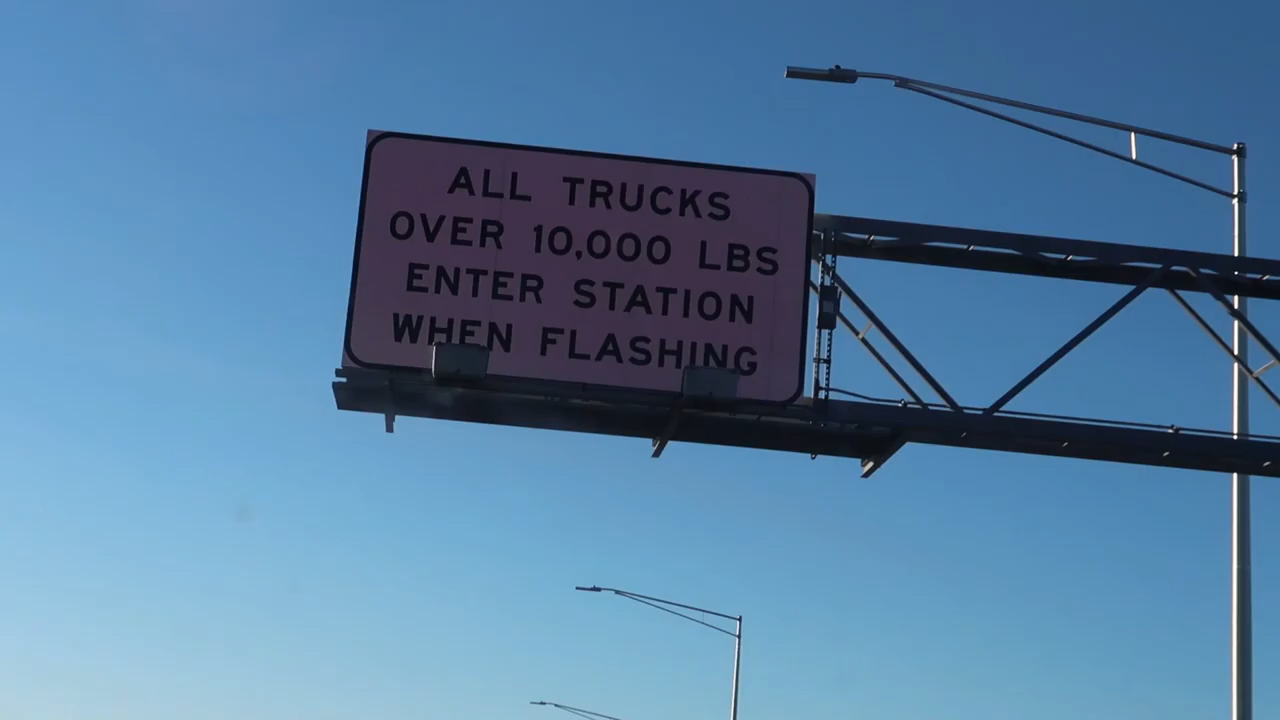 ALL TRUCKS
OVER 10,000 LBS
ENTER STATION
WHEN FLASHING